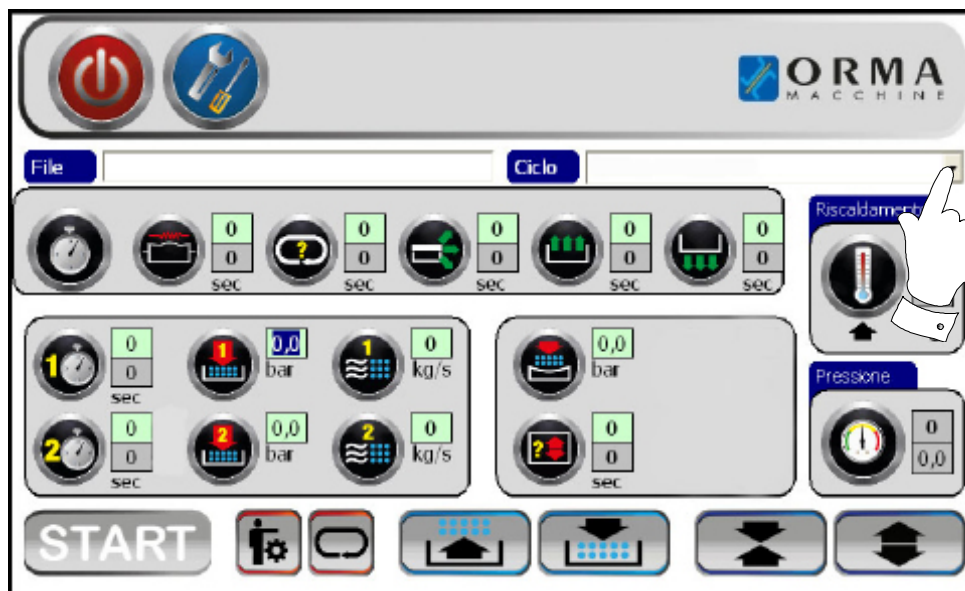 ORMA
MACCHINE
File
Ciclo
Riscaldamento
0 0 0 0 0
0 0 0 0 0
sec sec sec sec sec
1 0 1 0,0 1 0
0 bar kg/s
sec
2 0 2 0,0 2 0
0 bar kg/s
sec
0,0
bar
? 0
0
sec
Pressione
0
0,0
START